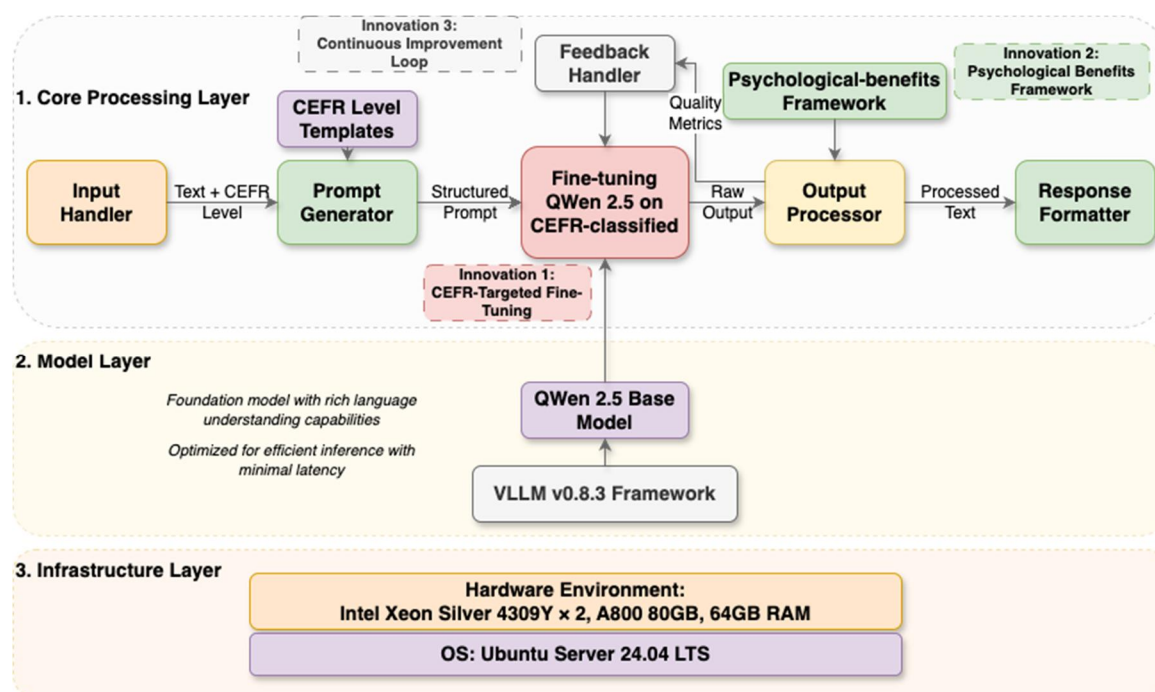 Innovation 3:
Continuous Improvement
Loop
Feedback
Handler
Innovation 2:
Psychological Benefits
Framework
Psychological-benefits
Framework
1. Core Processing Layer
CEFR Level
Templates
Quality
Metrics
Input
Handler
Text + CEFR
Level
Prompt
Generator
Structured
Prompt
Fine-tuning
QWen 2.5 on
CEFR-classified
Raw
Output
Output
Processor
Processed
Text
Response
Formatter
Innovation 1:
CEFR-Targeted Fine-
Tuning
2. Model Layer
Foundation model with rich language
understanding capabilities
Optimized for efficient inference with
minimal latency
QWen 2.5 Base
Model
VLLM v0.8.3 Framework
3. Infrastructure Layer
Hardware Environment:
Intel Xeon Silver 4309Y × 2, A800 80GB, 64GB RAM
OS: Ubuntu Server 24.04 LTS